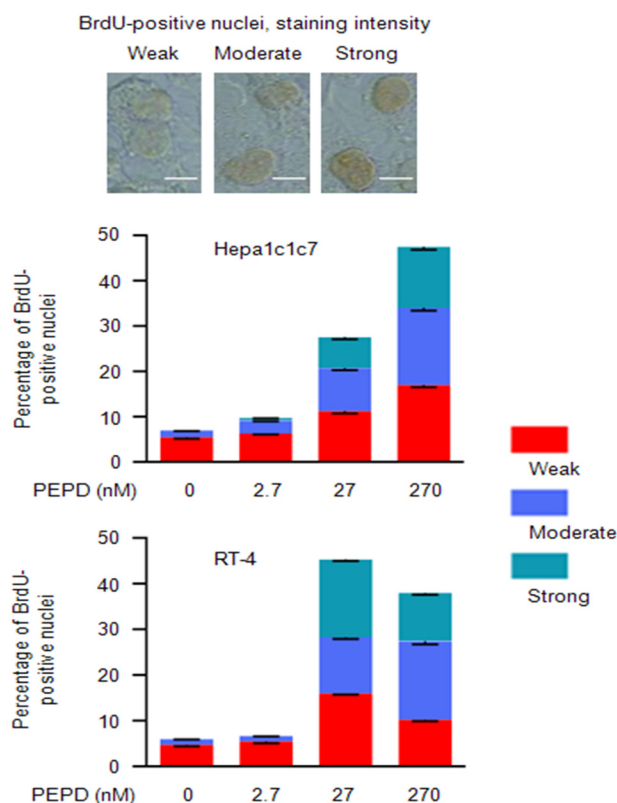 BrdU-positive nuclei, staining intensity
Weak Moderate Strong
Percentage of BrdU-
positive nuclei
50
40
30
20
10
0
Hepa1c1c7
PEPD (nM) 0 2.7 27 270
Weak
Moderate
Strong
Percentage of BrdU-
positive nuclei
50
40
30
20
10
0
RT-4
PEPD (nM) 0 2.7 27 270